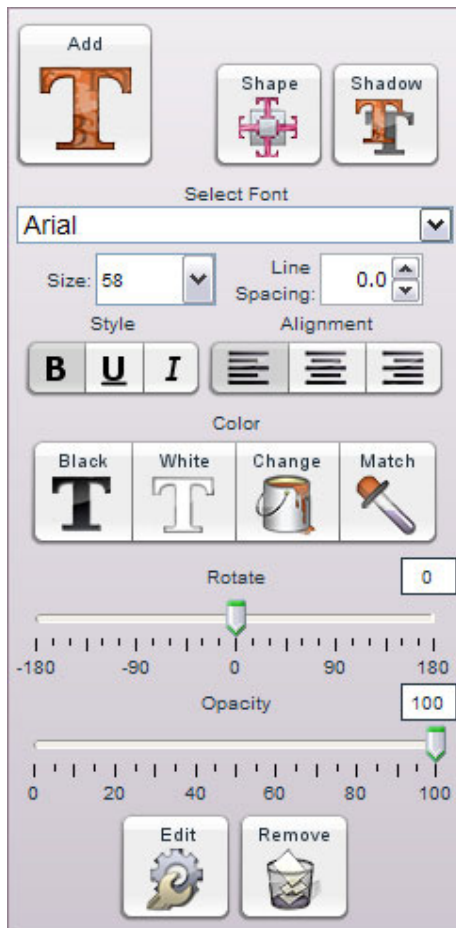 Add
Shape Shadow
Select Font
Arial
Size: 58 Line Spacing: 0.0
Style Alignment
B U I
Color
Black White Change Match
Rotate 0
-180 -90 0 90 180
Opacity 100
0 20 40 60 80 100
Edit Remove